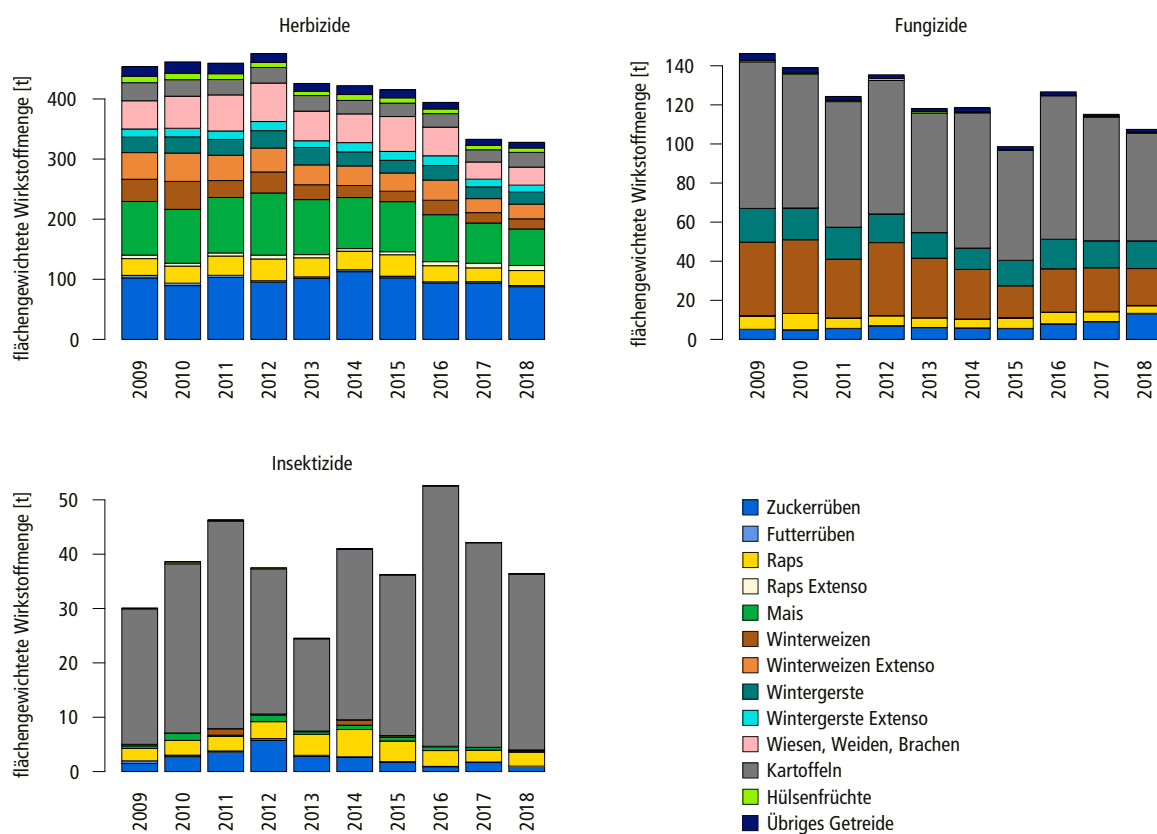 Herbizide
flächengewichtete Wirkstoffmenge [t]
400
300
200
100
0
2009
2010
2011
2012
2013
2014
2015
2016
2017
2018
Fungizide
flächengewichtete Wirkstoffmenge [t]
140
120
100
80
60
40
20
0
2009
2010
2011
2012
2013
2014
2015
2016
2017
2018
Insektizide
flächengewichtete Wirkstoffmenge [t]
50
40
30
20
10
0
2009
2010
2011
2012
2013
2014
2015
2016
2017
2018
Zuckerrüben
Futterrüben
Raps
Raps Extenso
Mais
Winterweizen
Winterweizen Extenso
Wintergerste
Wintergerste Extenso
Wiesen, Weiden, Brachen
Kartoffeln
Hülsenfrüchte
Übriges Getreide